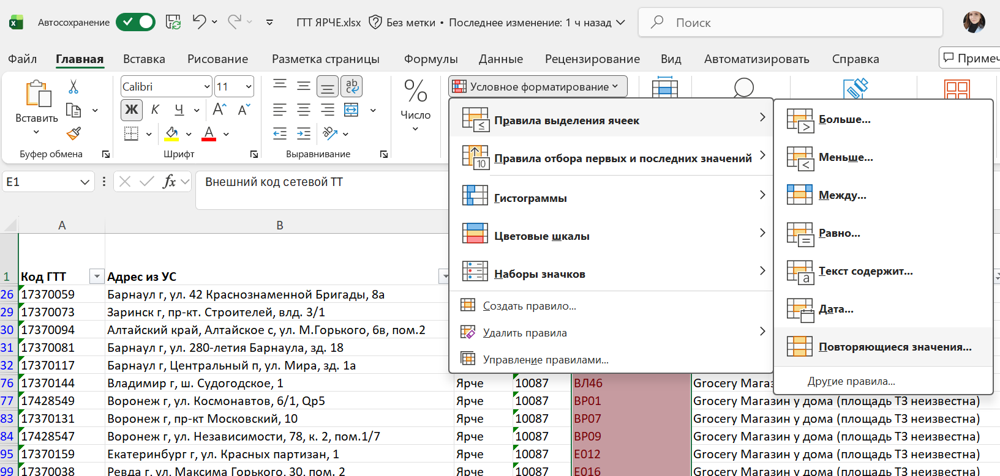 Автосохранение
ГТТ ЯРЧЕ.xlsx
Без метки • Последнее изменение: 1 ч назад
Поиск
Файл Главная Вставка Рисование Разметка страницы Формулы Данные Рецензирование Вид Автоматизировать Справка
Примеч
Вставить
Calibri
11
Ж К Ч А А А
ab
c
%
Число
Условное форматирование
Буфер обмена
Шрифт
Выравнивание
Правила выделения ячеек
Правила отбора первых и последних значений
10
Гистограммы
Цветовые шкалы
Наборы значков
Создать правило...
Удалить правила
Управление правилами...
Больше...
Меньше...
Между...
Равно...
Текст содержит...
a
Дата...
Повторяющиеся значения...
Другие правила...
E1
fx
Внешний код сетевой ТТ
A B
1 Код ГТТ Адрес из УС
26 17370059 Барнаул г, ул. 42 Краснознаменной Бригады, 8а
29 17370073 Заринск г, пр-кт. Строителей, влд. 3/1
30 17370094 Алтайский край, Алтайское с, ул. М.Горького, 6в, пом.2
31 17370081 Барнаул г, ул. 280-летия Барнаула, зд. 18
32 17370117 Барнаул г, Центральный п, ул. Мира, зд. 1а
76 17370144 Владимир г, ш. Судогодское, 1 Ярче 10087 ВЛ46 Grocery Мага
77 17428549 Воронеж г, ул. Космонавтов, 6/1, Qp5 Ярче 10087 ВР01 Grocery Магазин у дома (площадь ТЗ неизвестна)
83 17370131 Воронеж г, пр-кт Московский, 10 Ярче 10087 ВР07 Grocery Магазин у дома (площадь ТЗ неизвестна)
84 17428547 Воронеж г, ул. Независимости, 78, к. 2, пом.1/7 Ярче 10087 ВР09 Grocery Магазин у дома (площадь ТЗ неизвестна)
95 17370159 Екатеринбург г, ул. Красных партизан, 1 Ярче 10087 Е012 Grocery Магазин у дома (площадь ТЗ неизвестна)
99 17370038 Ревда г, ул. Максима Горького, 30, пом. 2 Ярче 10087 Е016 Grocery Магазин у дома (площадь ТЗ неизвестна)